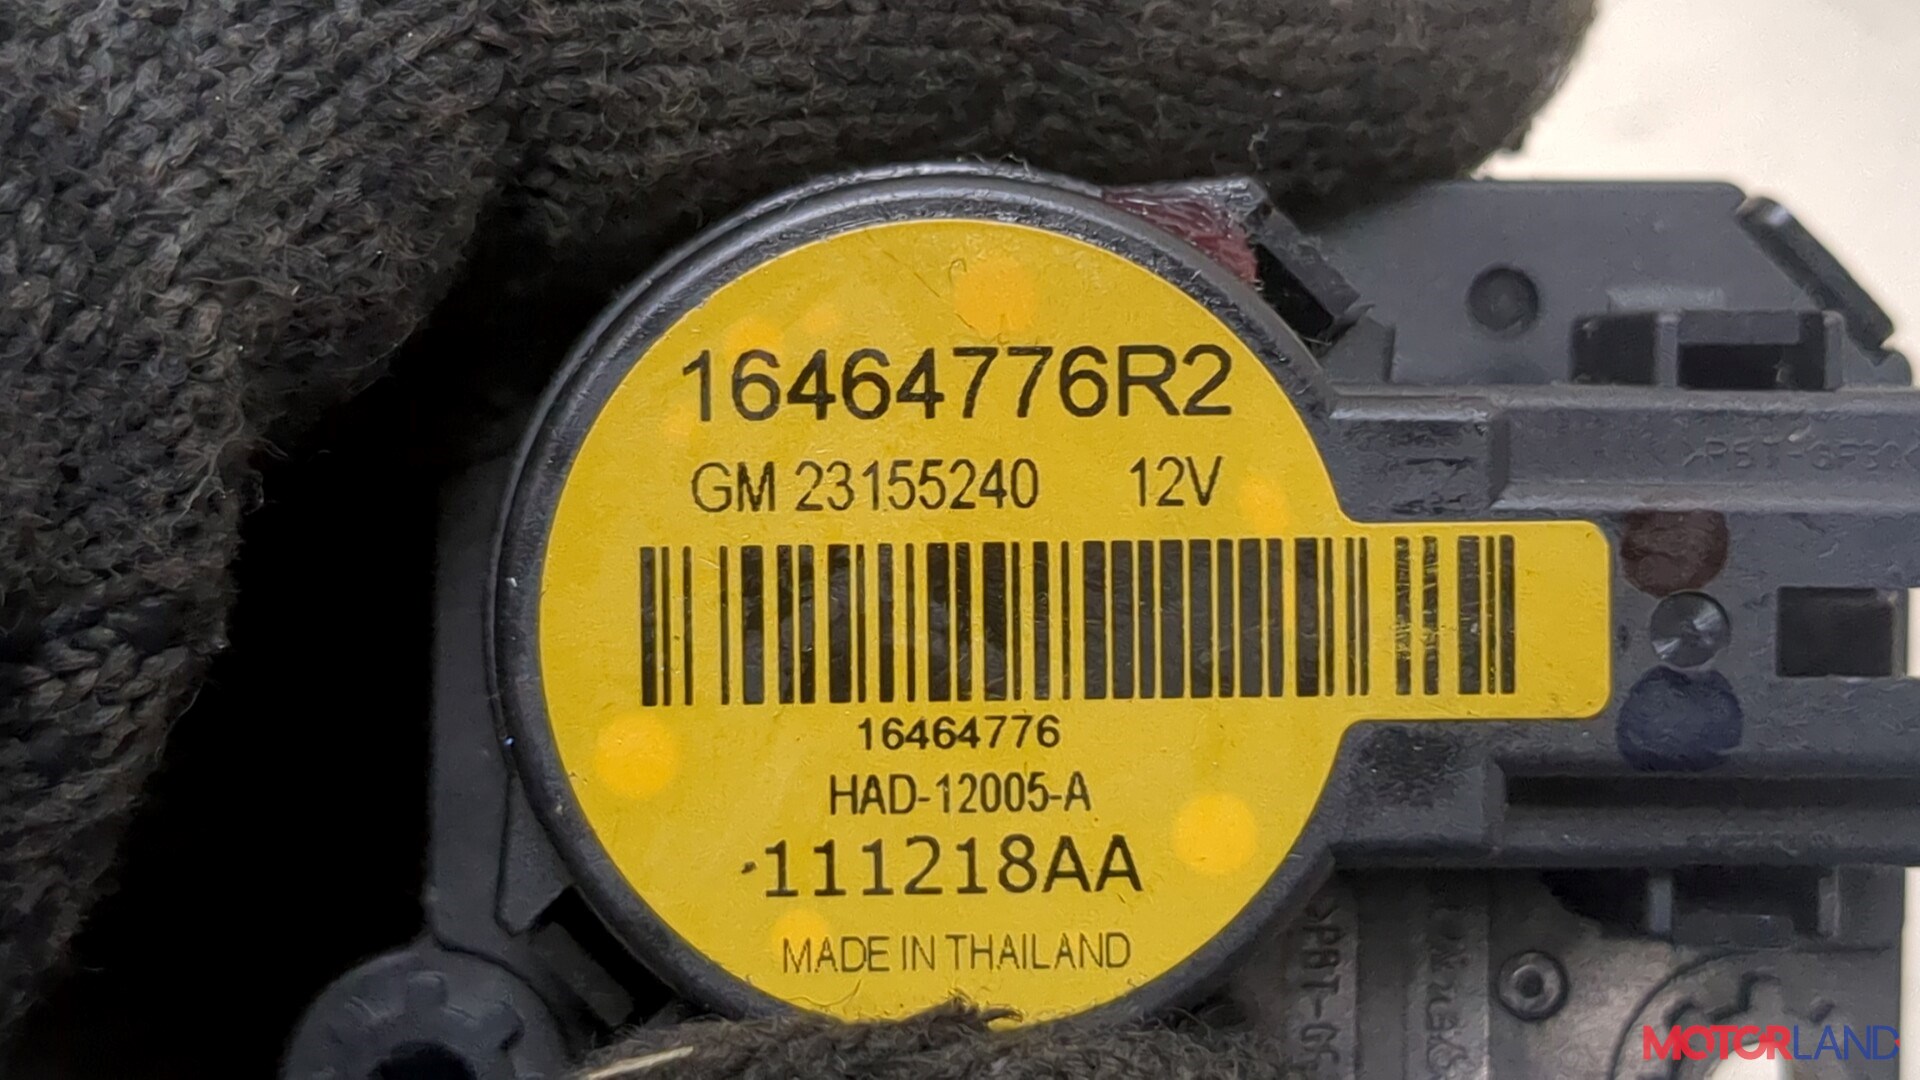 16464776R2
GM 23155240 12V
16464776
HAD-12005-A
111218AA
MADE IN THAILAND
MOTORLAND